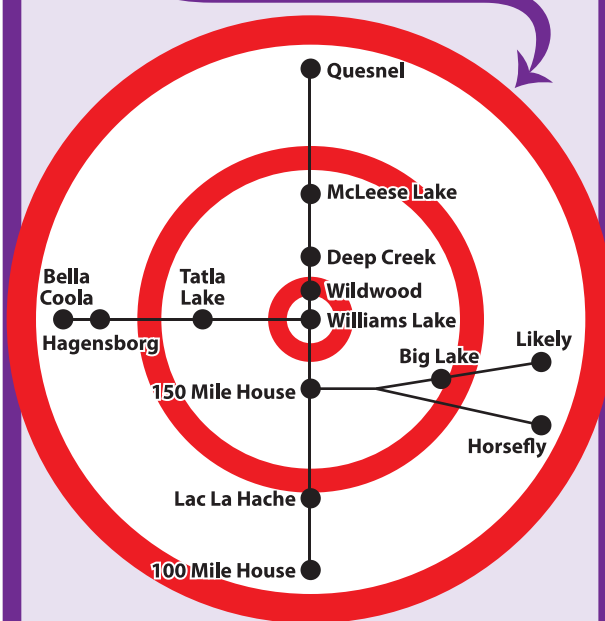 Quesnel
McLeese Lake
Deep Creek
Bella
Coola
Tatla
Lake
Wildwood
Williams Lake
Hagensborg
Likely
Big Lake
150 Mile House
Horsefly
Lac La Hache
100 Mile House